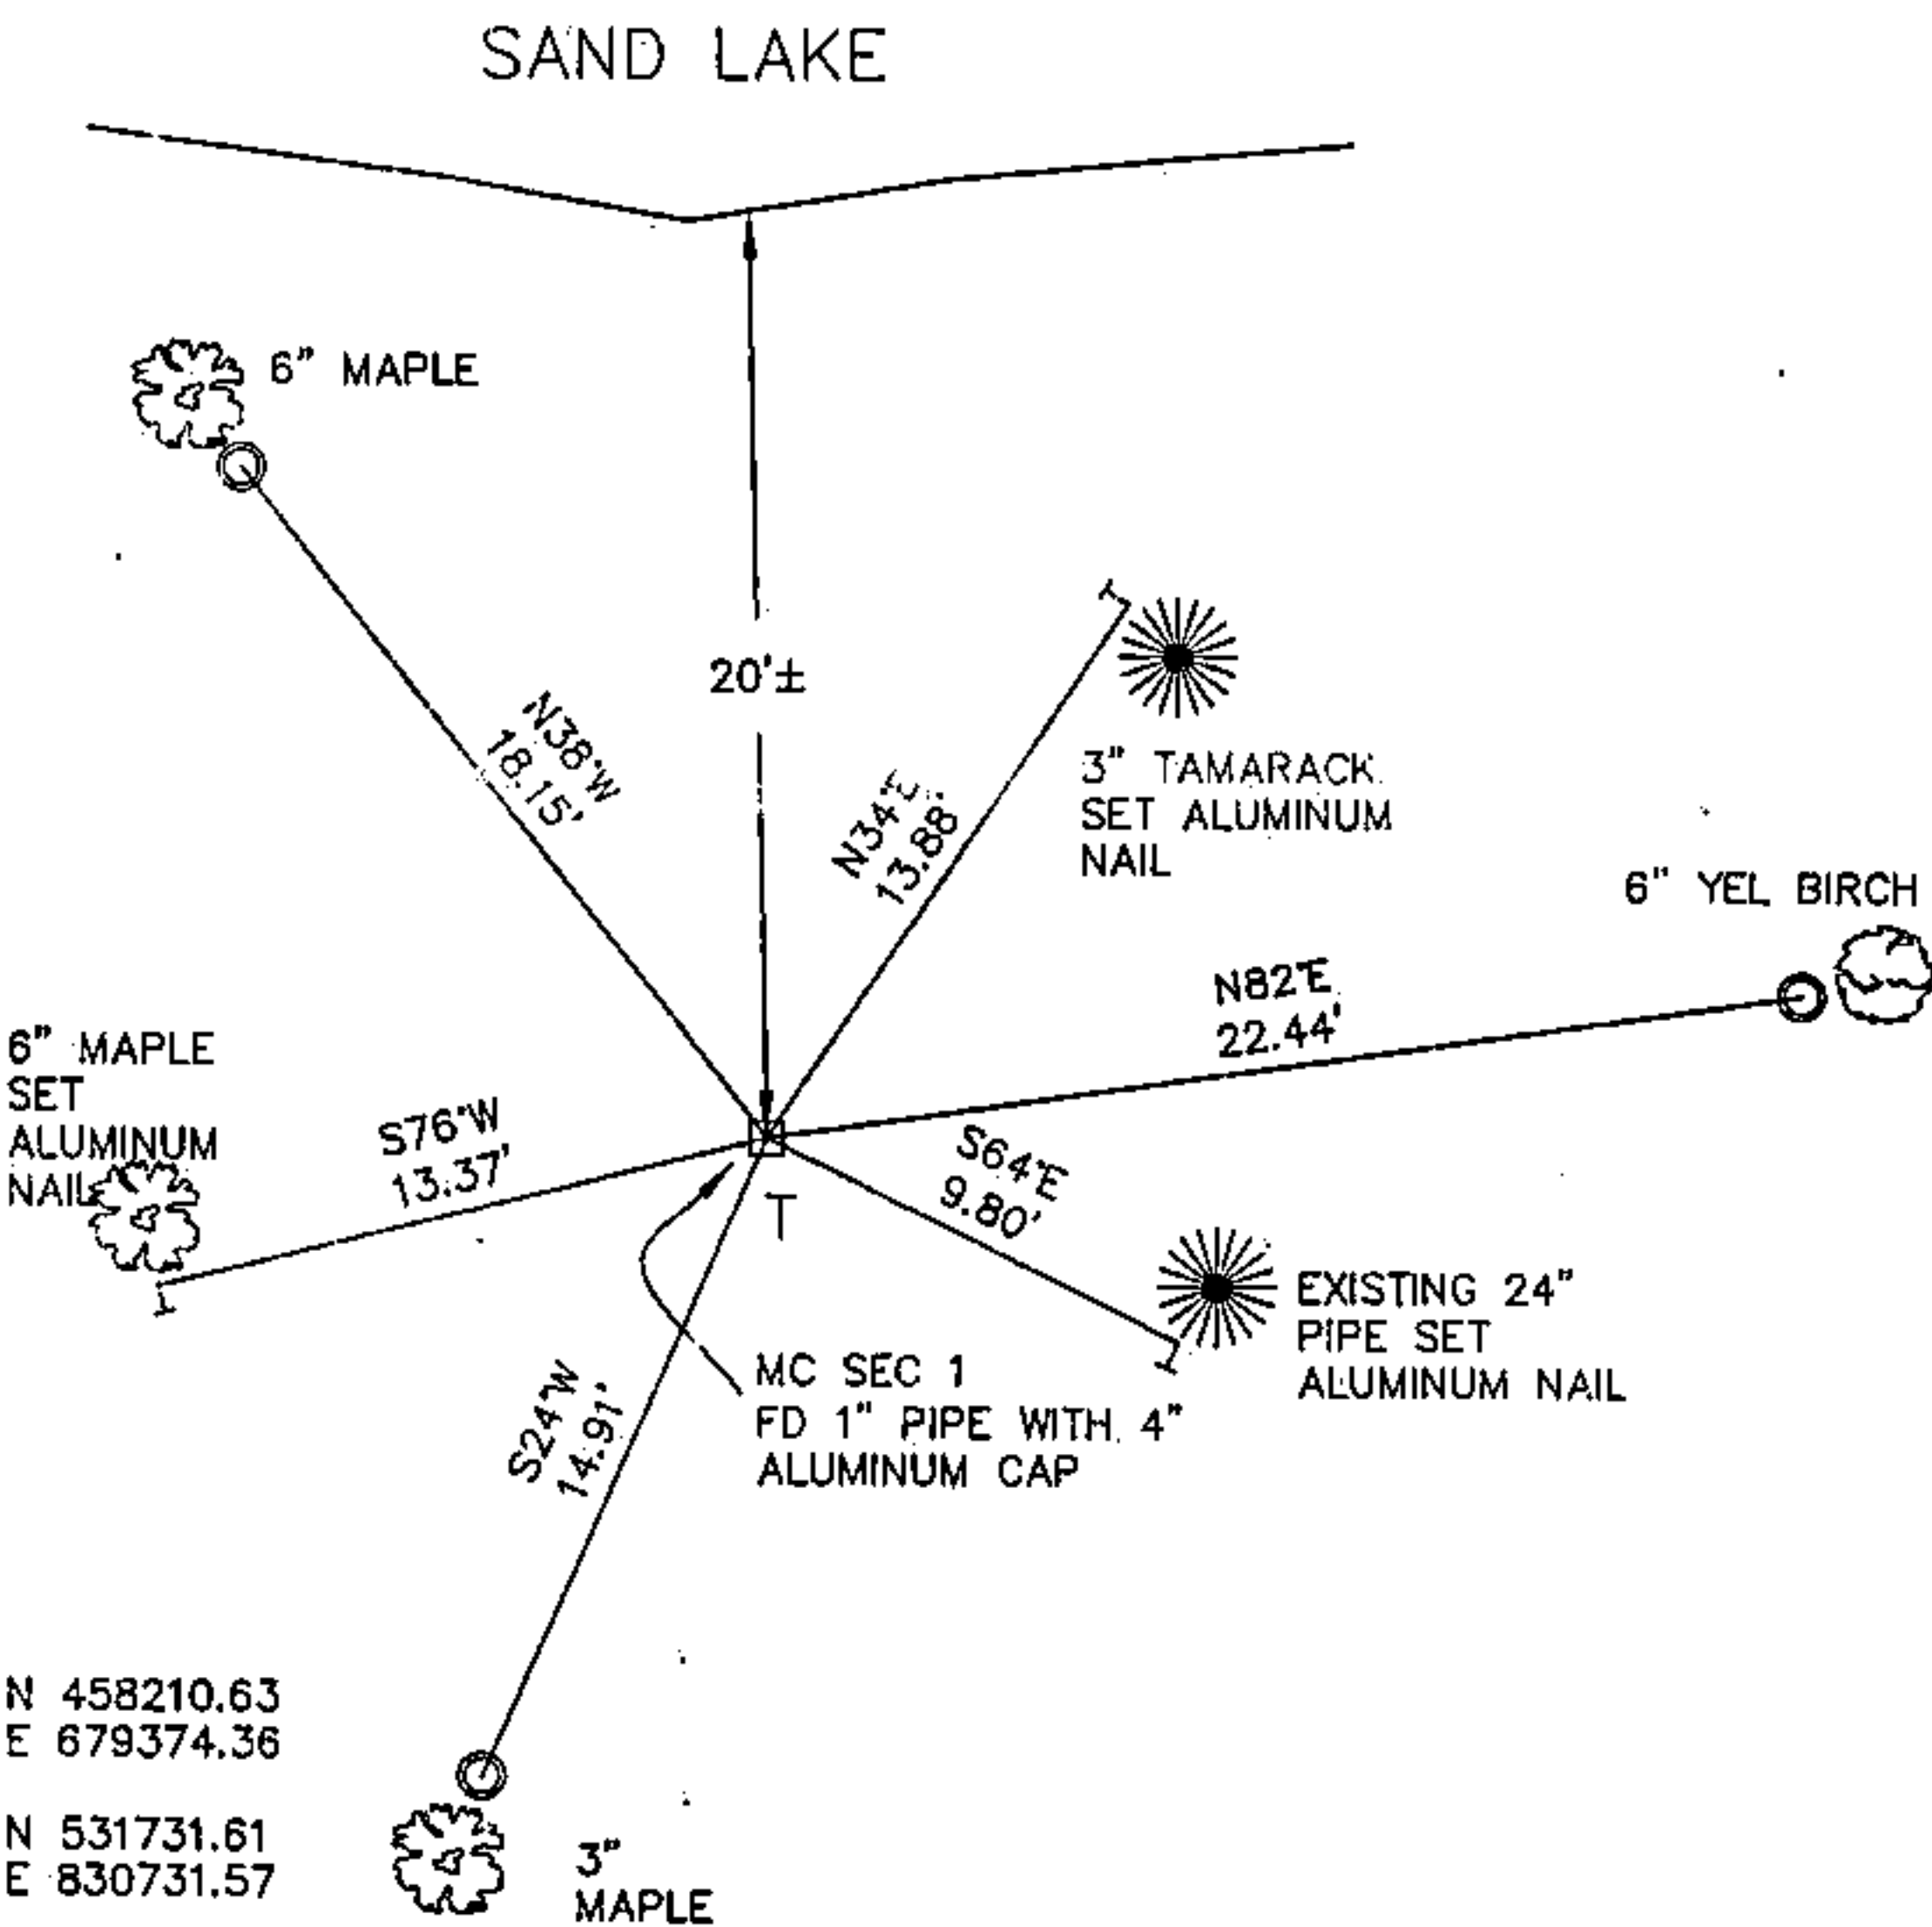 SAND LAKE
6" MAPLE
20'±
N38°W
18.15'
N34°E
13.88'
3" TAMARACK
SET ALUMINUM
NAIL
6" YEL BIRCH
N82°E
22.44'
6" MAPLE
SET
ALUMINUM
NAIL
S76°W
13.37'
S64°E
9.80'
T
EXISTING 24"
PIPE SET
ALUMINUM NAIL
MC SEC 1
FD 1" PIPE WITH 4"
ALUMINUM CAP
S24°W
14.91'
N 458210.63
E 679374.36
N 531731.61
E 830731.57
3"
MAPLE